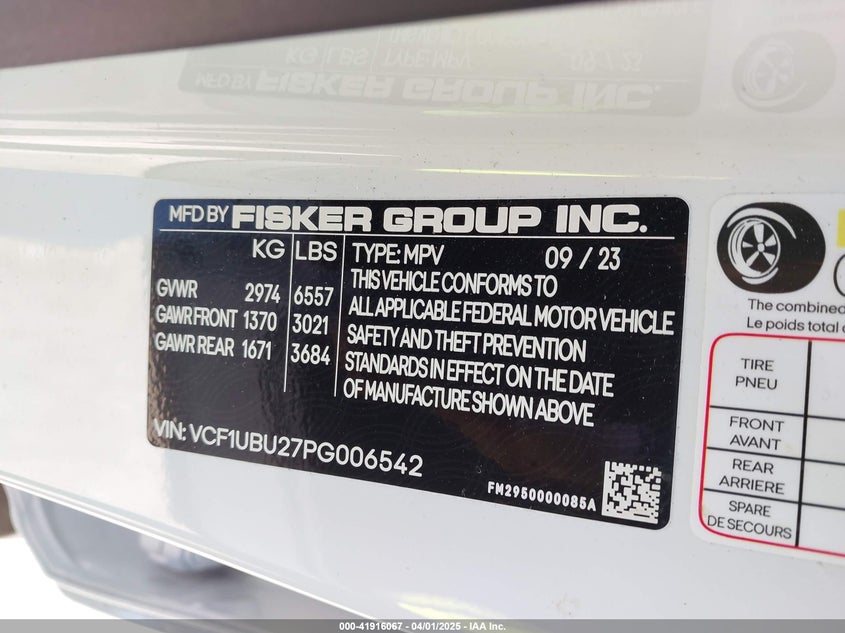 MFD BY FISKER GROUP INC.
KG LBS TYPE: MPV 09 / 23
GVWR 2974 6557
GAWR FRONT 1370 3021
GAWR REAR 1671 3684
THIS VEHICLE CONFORMS TO
ALL APPLICABLE FEDERAL MOTOR VEHICLE
SAFETY AND THEFT PREVENTION
STANDARDS IN EFFECT ON THE DATE
OF MANUFACTURE SHOWN ABOVE
VIN: VCF1UBU27PG006542
FM2950000085A
The combined
Le poids total
TIRE
PNEU
FRONT
AVANT
REAR
ARRIERE
SPARE
DE SECOURS
000-41916067 - 04/01/2025 - IAA Inc.